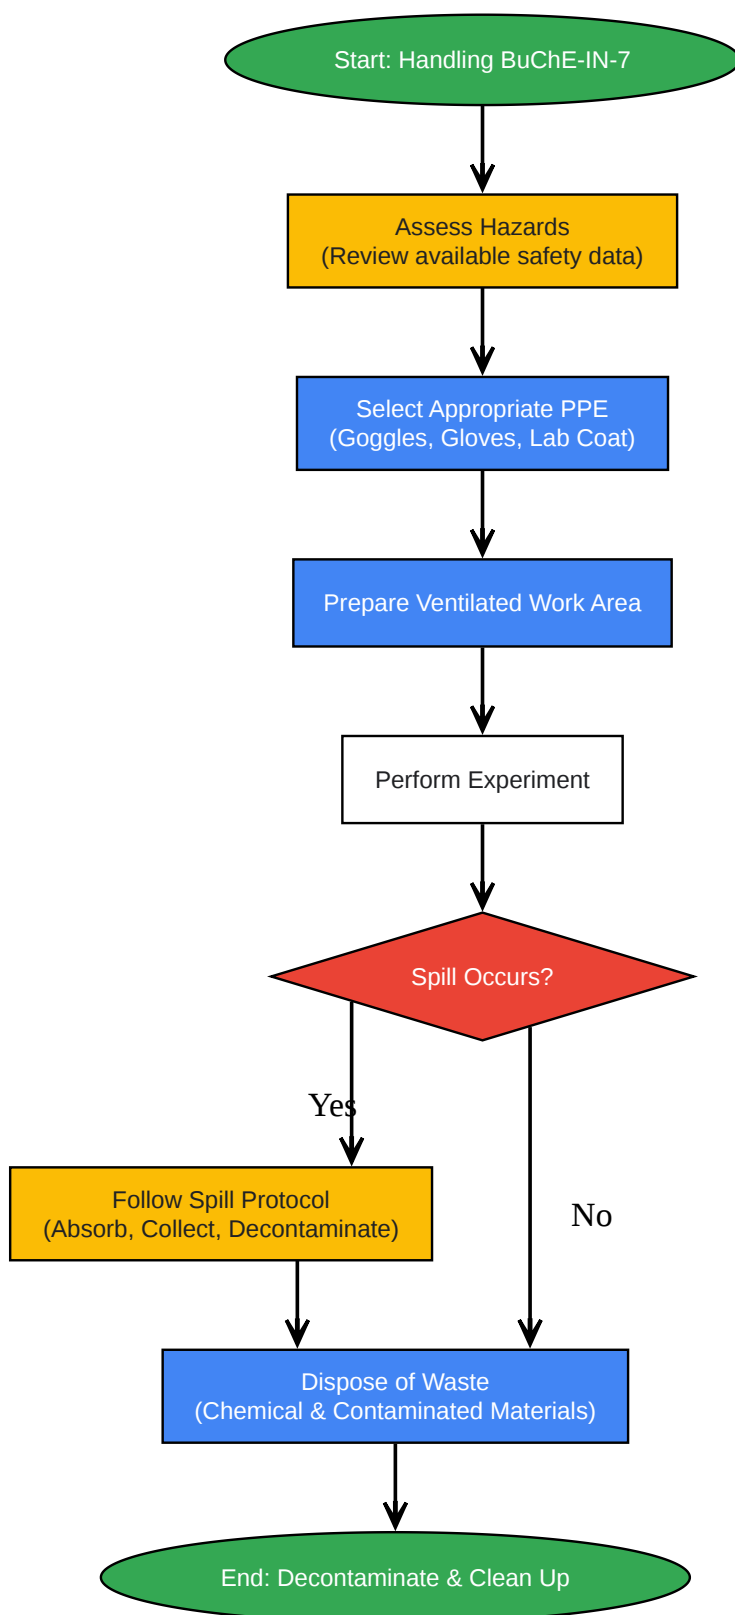 Start: Handling BuChE-IN-7
Assess Hazards
(Review available safety data)
Select Appropriate PPE
(Goggles, Gloves, Lab Coat)
Prepare Ventilated Work Area
Perform Experiment
Spill Occurs?
Yes
Follow Spill Protocol
(Absorb, Collect, Decontaminate)
No
Dispose of Waste
(Chemical & Contaminated Materials)
End: Decontaminate & Clean Up